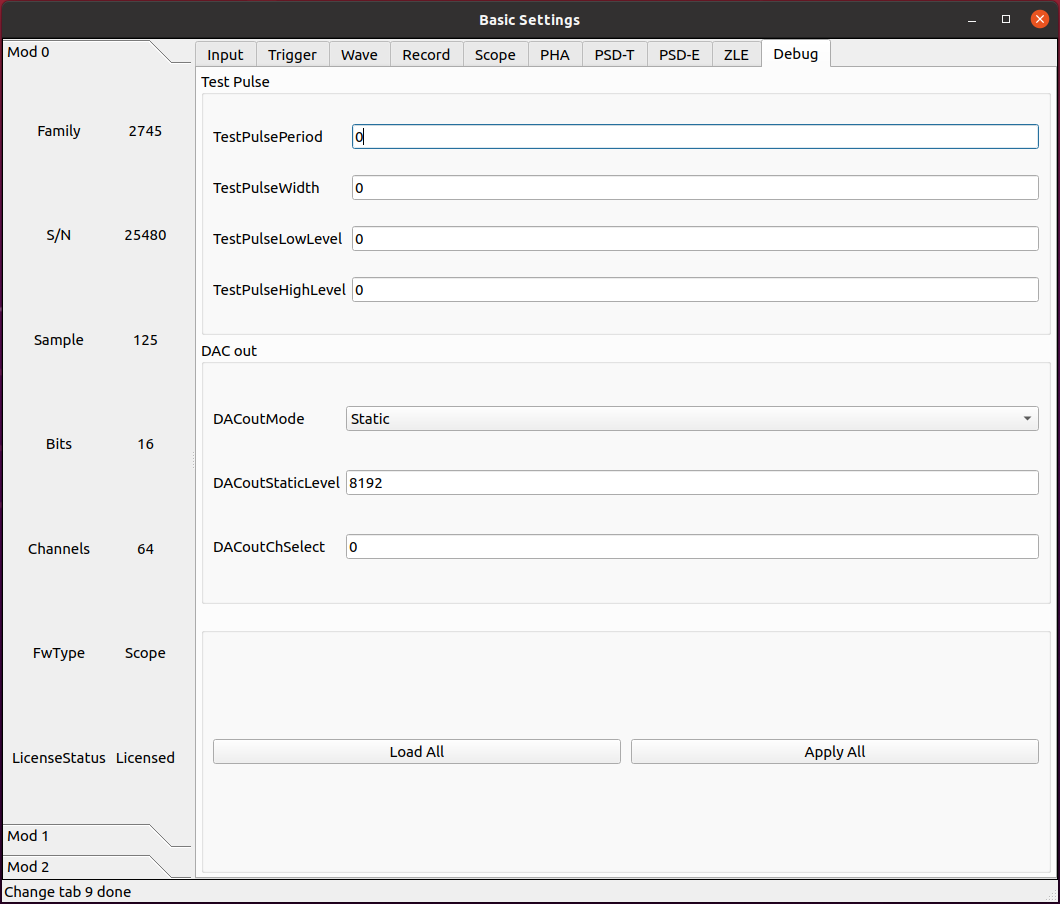 Basic Settings
Mod 0
Family 2745
S/N 25480
Sample 125
Bits 16
Channels 64
FwType Scope
LicenseStatus Licensed
Mod 1
Mod 2
Input Trigger Wave Record Scope PHA PSD-T PSD-E ZLE Debug
Test Pulse
TestPulsePeriod 0
TestPulseWidth 0
TestPulseLowLevel 0
TestPulseHighLevel 0
DAC out
DACoutMode Static
DACoutStaticLevel 8192
DACoutChSelect 0
Load All Apply All
Change tab 9 done